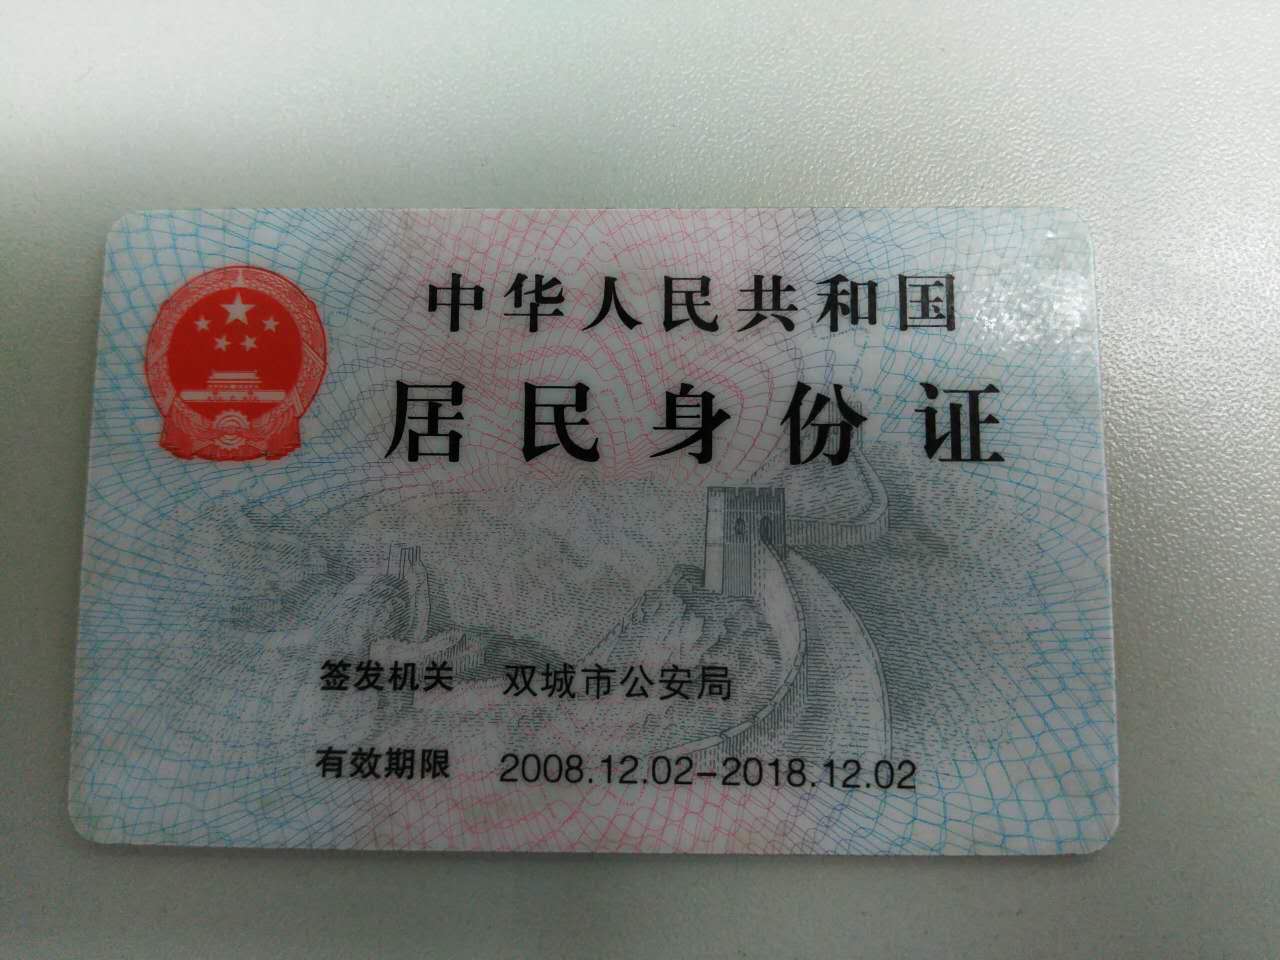 中华人民共和国
居民身份证
签发机关 双城市公安局
有效期限 2008.12.02-2018.12.02